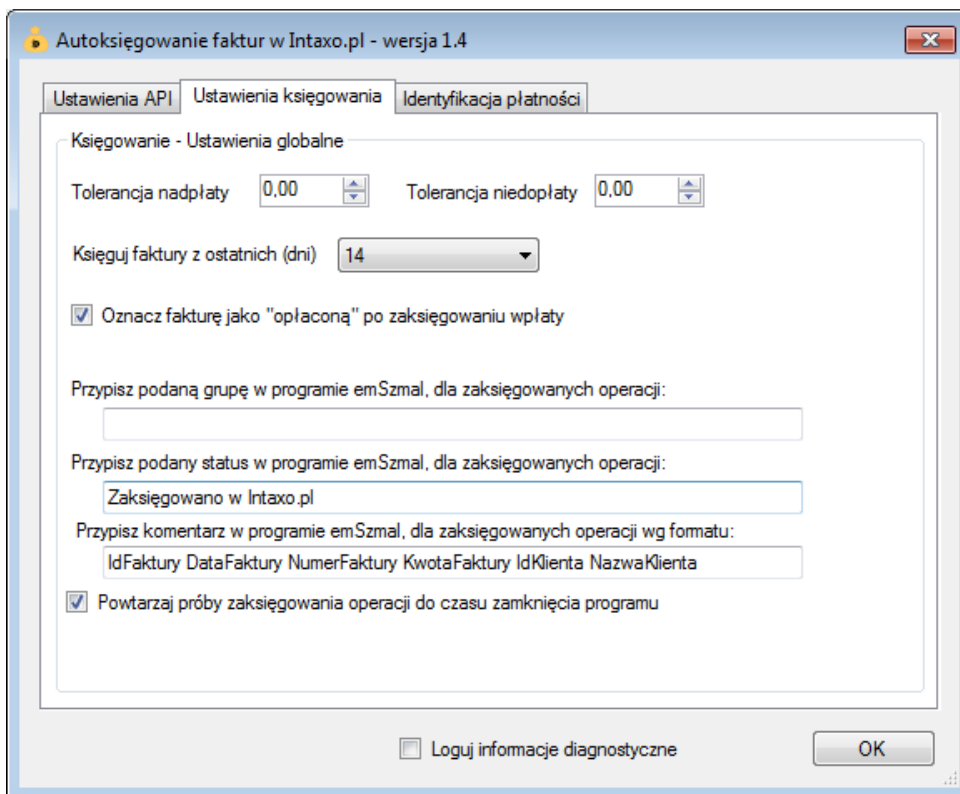 Autoksięgowanie faktur w Intaxo.pl - wersja 1.4
Ustawienia API Ustawienia księgowania Identyfikacja płatności
Księgowanie - Ustawienia globalne
Tolerancja nadpłaty 0,00 Tolerancja niedopłaty 0,00
Księguj faktury z ostatnich (dni) 14
Oznacz fakturę jako "opłaconą" po zaksięgowaniu wpłaty
Przypisz podaną grupę w programie emSzmal, dla zaksięgowanych operacji:
Przypisz podany status w programie emSzmal, dla zaksięgowanych operacji:
Zaksięgowano w Intaxo.pl
Przypisz komentarz w programie emSzmal, dla zaksięgowanych operacji wg formatu:
IdFaktury DataFaktury NumerFaktury KwotaFaktury IdKlienta NazwaKlienta
Powtarzaj próby zaksięgowania operacji do czasu zamknięcia programu
Loguj informacje diagnostyczne OK